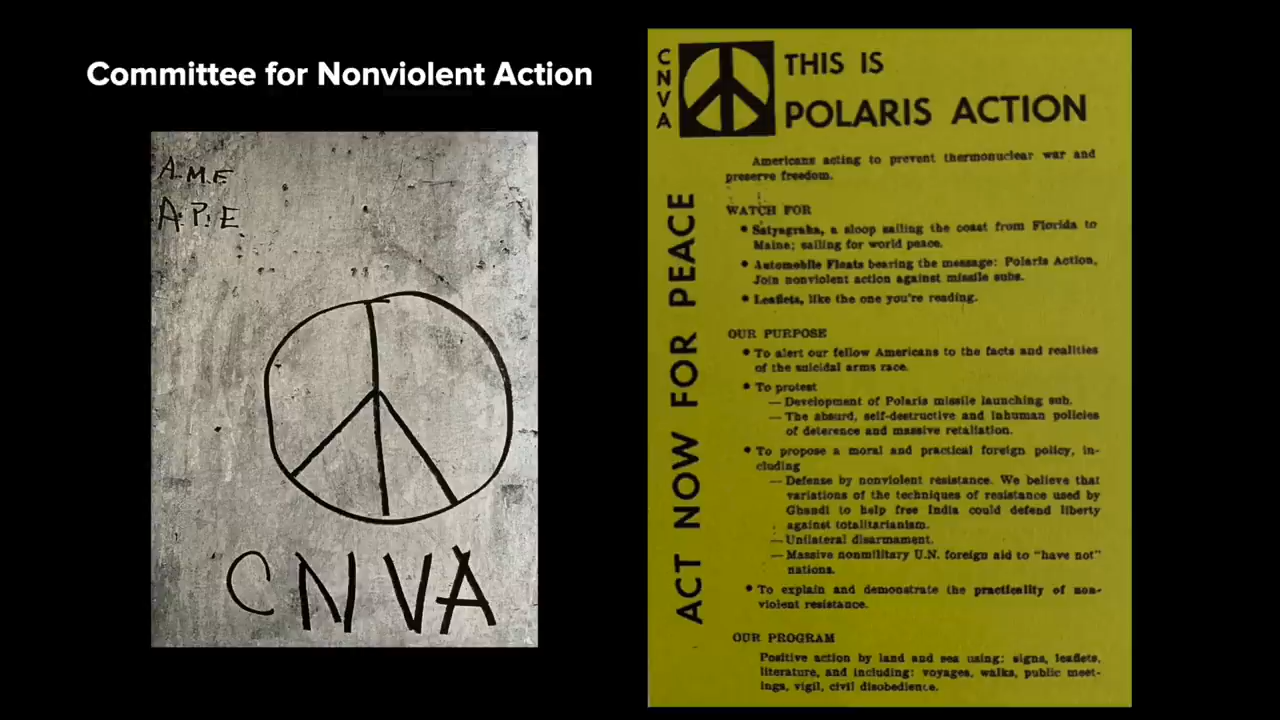 Committee for Nonviolent Action
A.M.E
A.P.E
CNVA
CNVA
THIS IS
POLARIS ACTION
ACT NOW FOR PEACE
Americans acting to prevent thermonuclear war and
preserve freedom.
WATCH FOR
• Satyagraha, a sloop sailing the coast from Florida to
Maine; sailing for world peace.
• Automobile Floats bearing the message: Polaris Action,
Join nonviolent action against missile subs.
• Leaflets, like the one you're reading.
OUR PURPOSE
• To alert our fellow Americans to the facts and realities
of the suicidal arms race.
• To protest
— Development of Polaris missile launching sub.
— The absurd, self-destructive and inhuman policies
of deterence and massive retaliation.
• To propose a moral and practical foreign policy, in-
cluding
— Defense by nonviolent resistance. We believe that
variations of the techniques of resistance used by
Ghandi to help free India could defend liberty
against totalitarianism.
— Unilateral disarmament.
— Massive nonmilitary U.N. foreign aid to "have not"
nations.
• To explain and demonstrate the practicality of non-
violent resistance.
OUR PROGRAM
Positive action by land and sea using: signs, leaflets,
literature, and including: voyages, walks, public meet-
ings, vigil, civil disobedience.